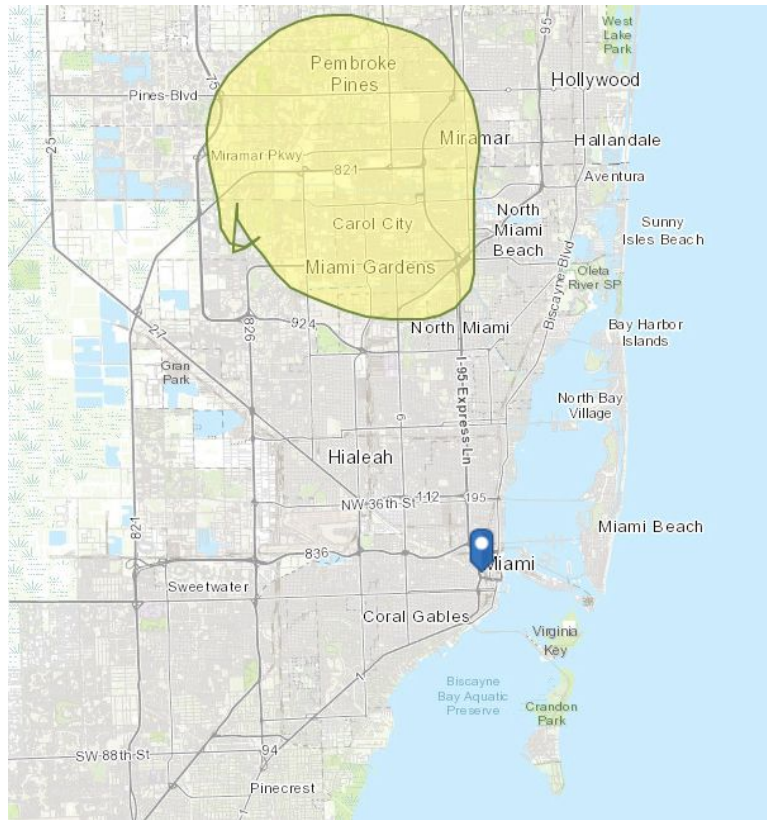 West
Lake
Park
95
Pembroke
Pines
75
Hollywood
Pines-Blvd
25
Miramar
Hallandale
Miramar Pkwy
821
Aventura
North
Miami
Beach
Carol City
Sunny
Isles Beach
Biscayne-Blvd
Miami Gardens
Oleta
River SP
924
826
27
North Miami
Bay Harbor
Islands
Gran
Park
I-95-Express-Ln
North Bay
Village
9
Hialeah
NW 36th St
112
195
821
Miami Beach
836
Miami
Sweetwater
Coral Gables
Virginia
Key
1
Biscayne
Bay Aquatic
Preserve
Crandon
Park
SW 88th St
94
Pinecrest
1